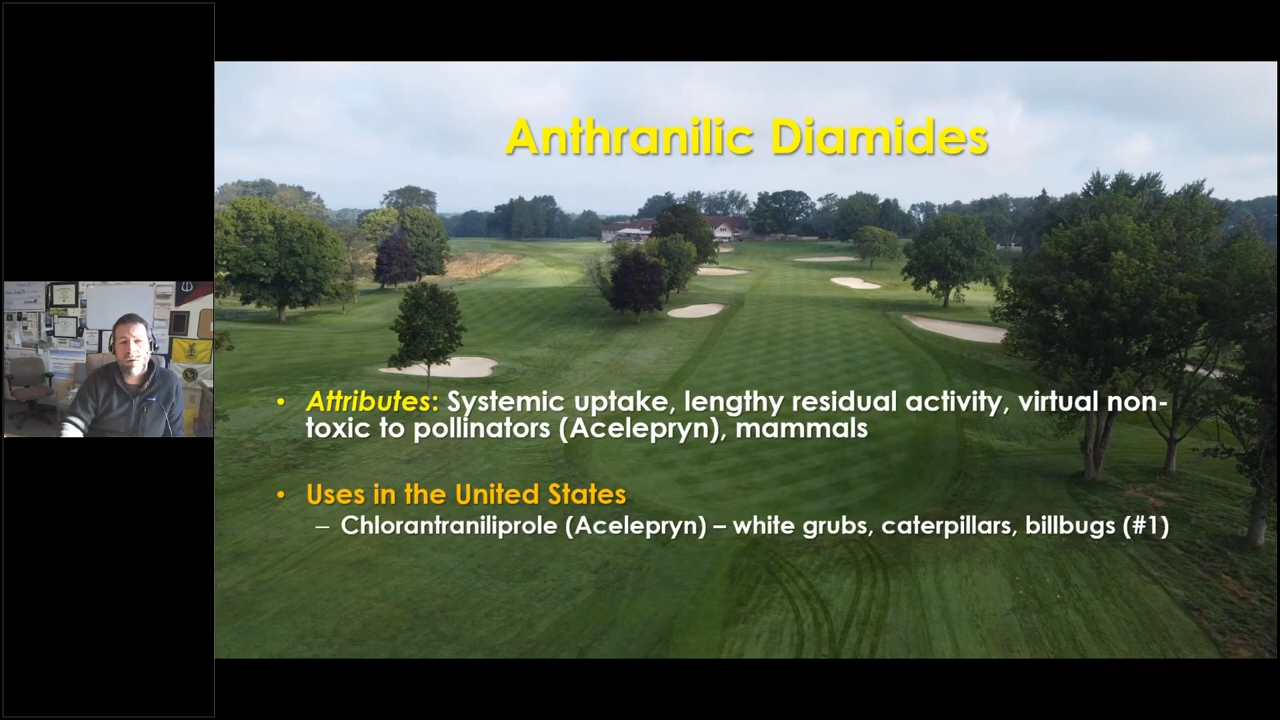 Anthranilic Diamides
• Attributes: Systemic uptake, lengthy residual activity, virtual non-
toxic to pollinators (Acelepryn), mammals
• Uses in the United States
– Chlorantraniliprole (Acelepryn) – white grubs, caterpillars, billbugs (#1)